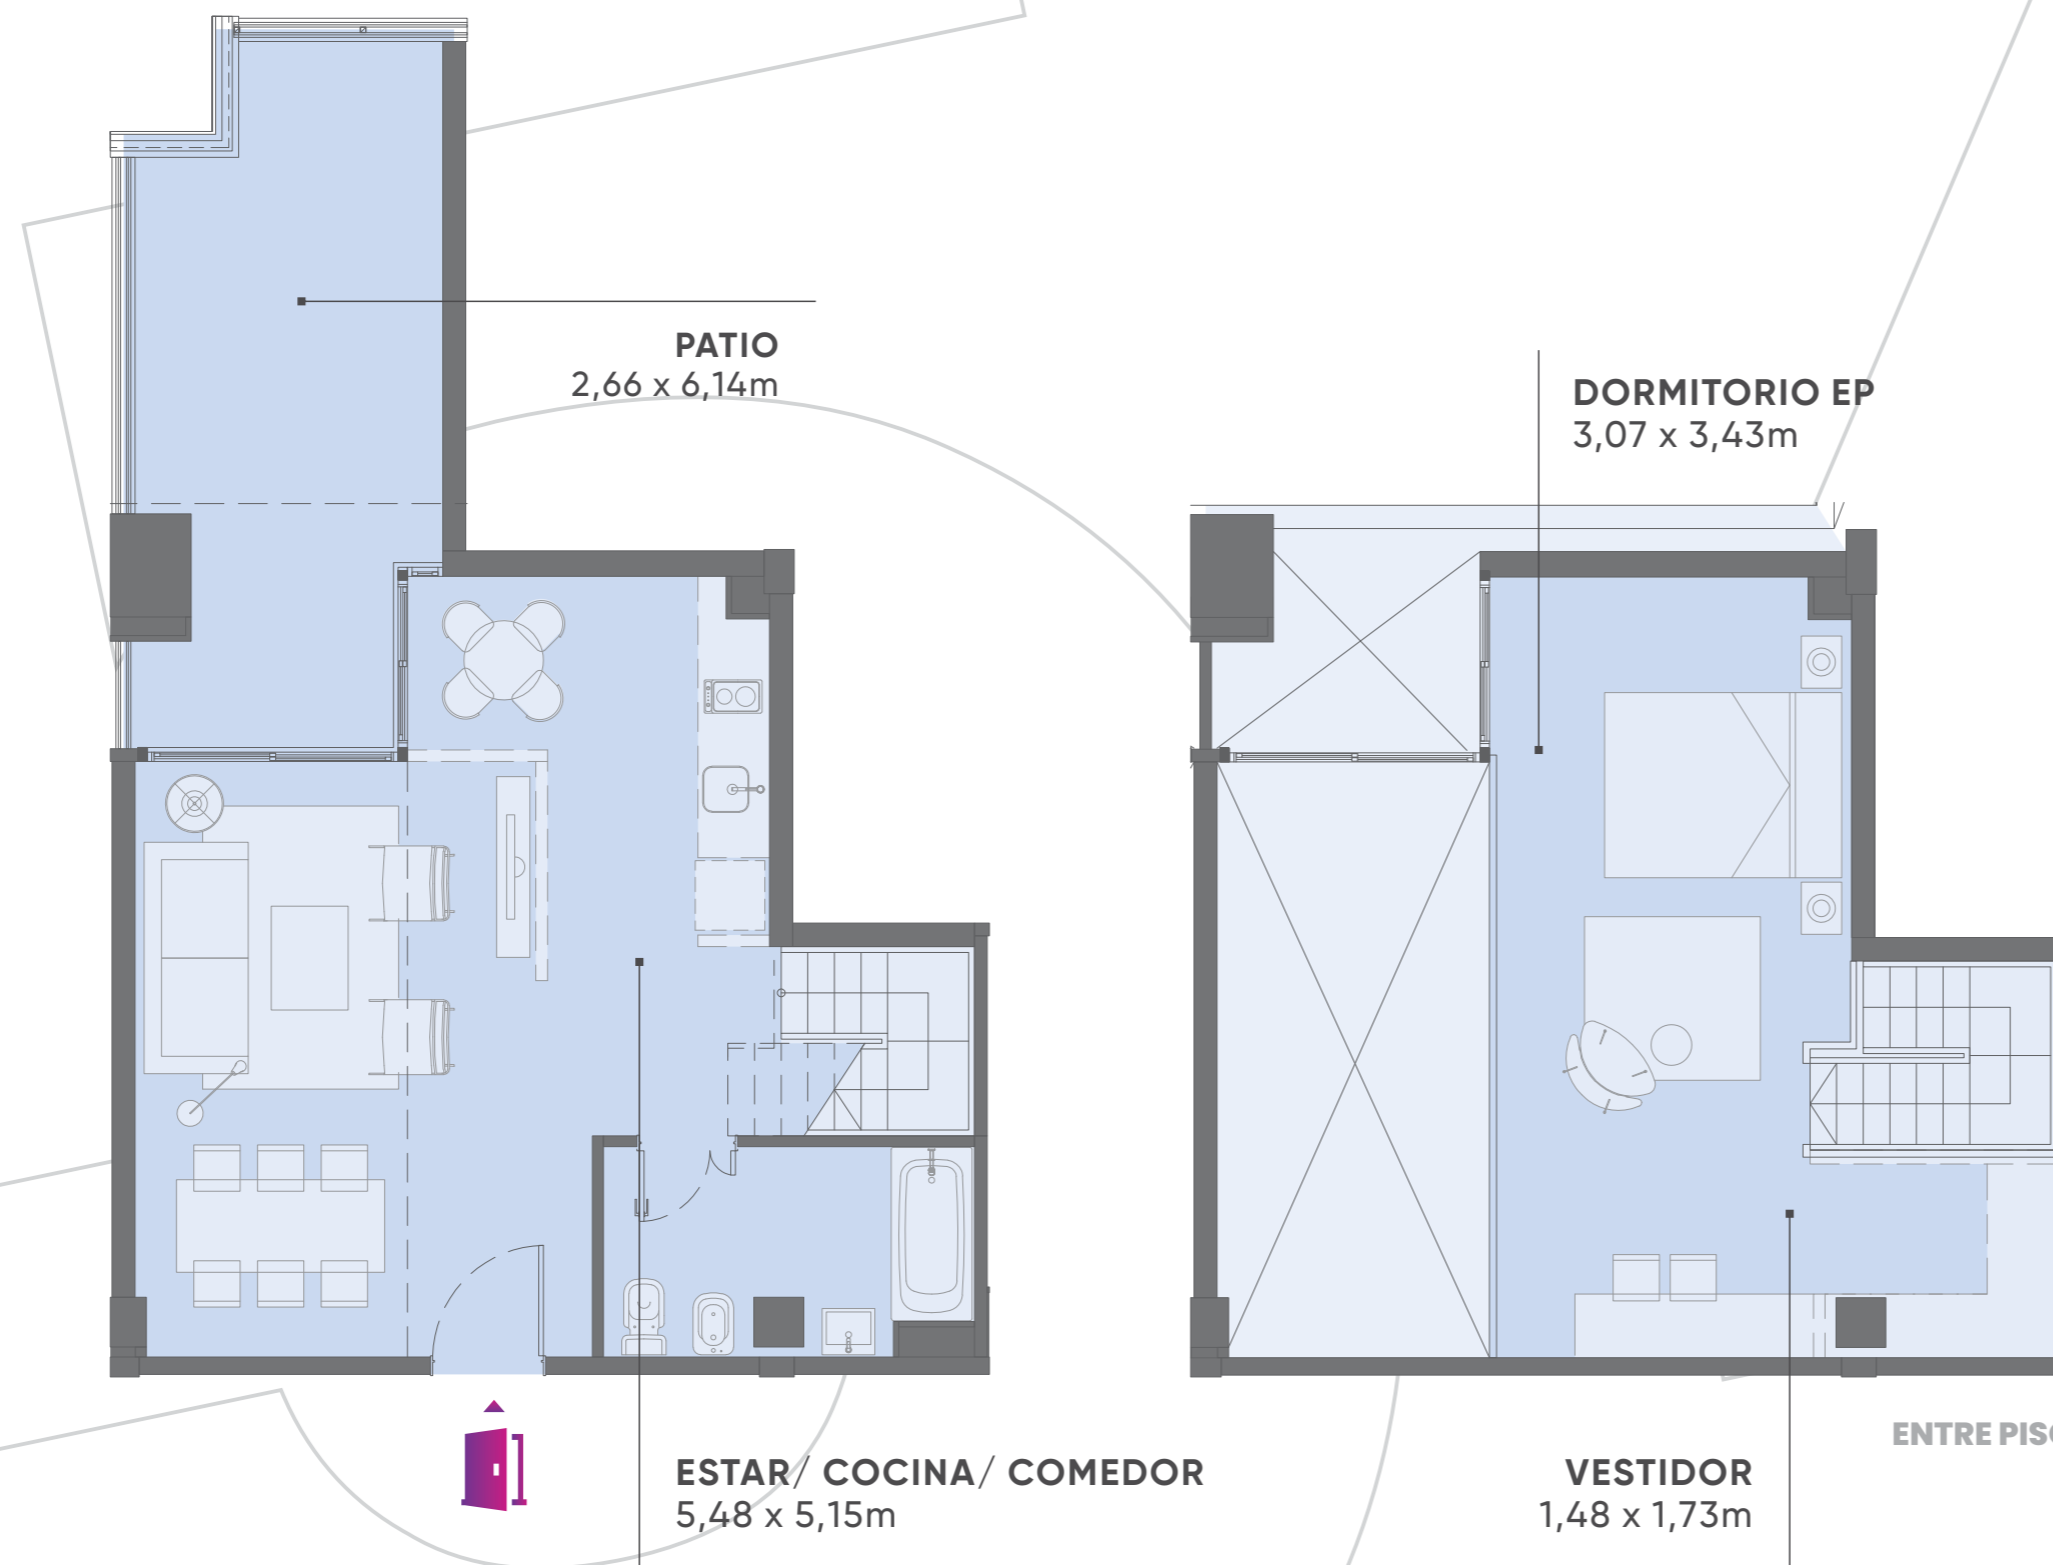 PATIO
2,66 x 6,14m
DORMITORIO EP
3,07 x 3,43m
ESTAR/ COCINA/ COMEDOR
5,48 x 5,15m
VESTIDOR
1,48 x 1,73m
ENTRE